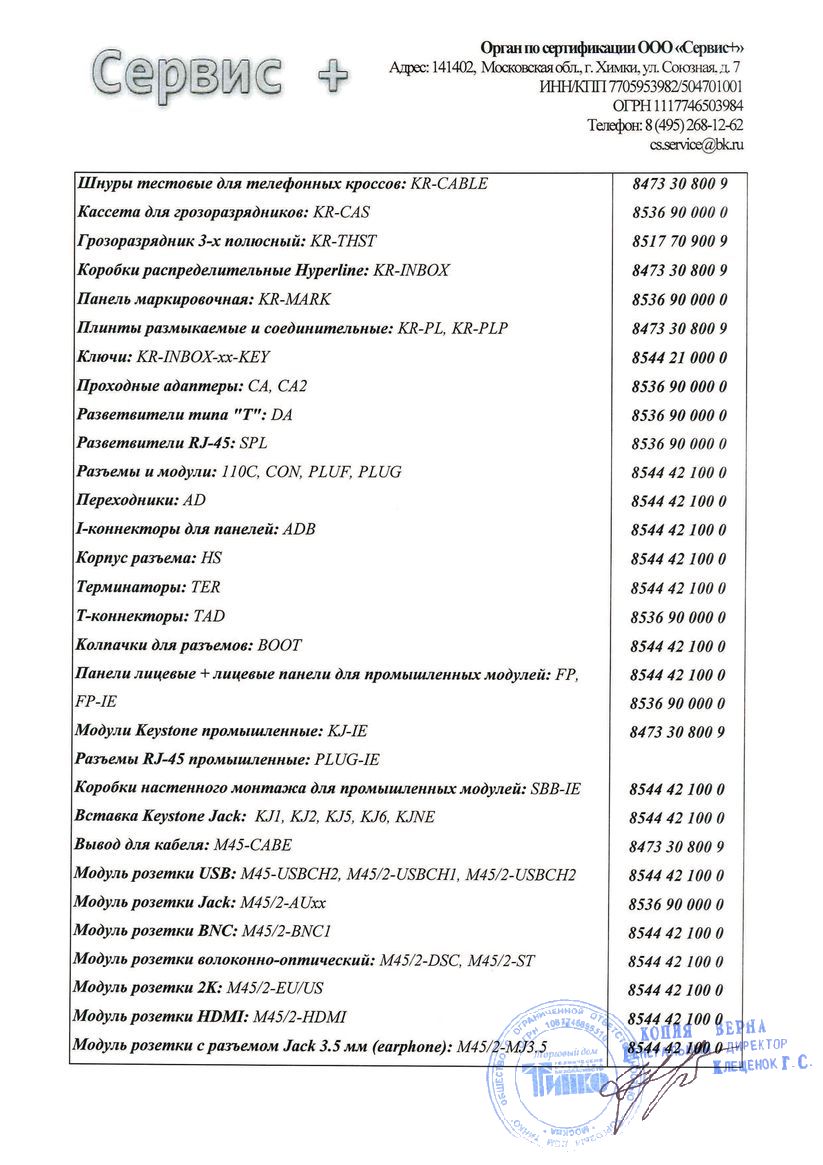 Сервис +
Орган по сертификации ООО «Сервис+»
Адрес: 141402, Московская обл., г. Химки, ул. Союзная, д. 7
ИНН/КПП 7705953982/504701001
ОГРН 1117746503984
Телефон: 8 (495) 268-12-62
cs.service@bk.ru
Шнуры тестовые для телефонных кроссов: KR-CABLE 8473 30 800 9
Кассета для грозоразрядников: KR-CAS 8536 90 000 0
Грозоразрядник 3-х полюсный: KR-THST 8517 70 900 9
Коробки распределительные Hyperline: KR-INBOX 8473 30 800 9
Панель маркировочная: KR-MARK 8536 90 000 0
Плинты размыкаемые и соединительные: KR-PL, KR-PLP 8473 30 800 9
Ключи: KR-INBOX-xx-KEY 8544 21 000 0
Проходные адаптеры: CA, CA2 8536 90 000 0
Разветвители типа "Т": DA 8536 90 000 0
Разветвители RJ-45: SPL 8536 90 000 0
Разъемы и модули: 110C, CON, PLUF, PLUG 8544 42 100 0
Переходники: AD 8544 42 100 0
I-коннекторы для панелей: ADB 8544 42 100 0
Корпус разъема: HS 8544 42 100 0
Терминаторы: TER 8544 42 100 0
Т-коннекторы: TAD 8536 90 000 0
Колпачки для разъемов: BOOT 8544 42 100 0
Панели лицевые + лицевые панели для промышленных модулей: FP, 8544 42 100 0
FP-IE 8536 90 000 0
Модули Keystone промышленные: KJ-IE 8473 30 800 9
Разъемы RJ-45 промышленные: PLUG-IE
Коробки настенного монтажа для промышленных модулей: SBB-IE 8544 42 100 0
Вставка Keystone Jack: KJ1, KJ2, KJ5, KJ6, KJNE 8544 42 100 0
Вывод для кабеля: M45-CABE 8473 30 800 9
Модуль розетки USB: M45-USBCH2, M45/2-USBCH1, M45/2-USBCH2 8544 42 100 0
Модуль розетки Jack: M45/2-AUxx 8536 90 000 0
Модуль розетки BNC: M45/2-BNC1 8544 42 100 0
Модуль розетки волоконно-оптический: M45/2-DSC, M45/2-ST 8544 42 100 0
Модуль розетки 2К: M45/2-EU/US 8544 42 100 0
Модуль розетки HDMI: M45/2-HDMI 8544 42 100 0
Модуль розетки с разъемом Jack 3.5 мм (earphone): M45/2-MJ3.5 8544 42 100 0
КОПИЯ ВЕРНА
ДИРЕКТОР
КЛЕЩЕНОК Г.С.
Торговый дом
ТИНКО
МОСКВА